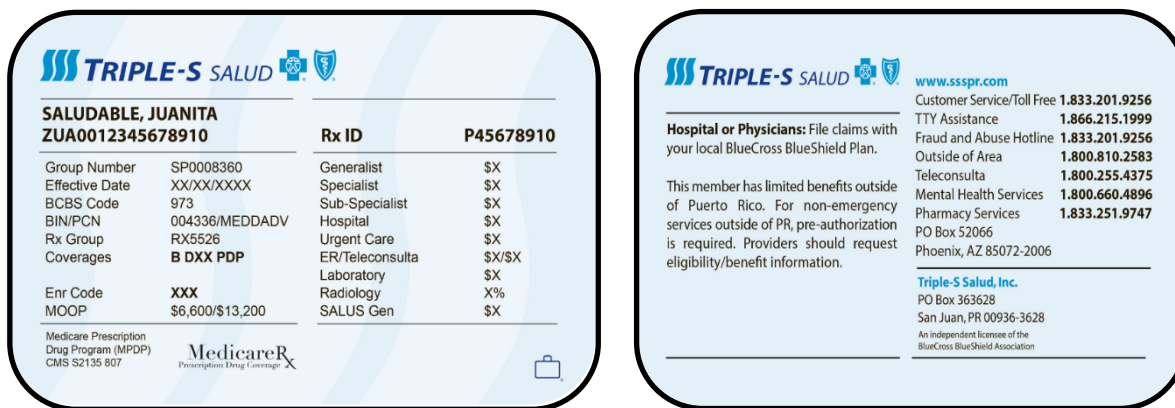 TRIPLE-S SALUD
SALUDABLE, JUANITA
ZUA0012345678910 Rx ID P45678910
Group Number SP0008360 Generalist $X
Effective Date XX/XX/XXXX Specialist $X
BCBS Code 973 Sub-Specialist $X
BIN/PCN 004336/MEDDADV Hospital $X
Rx Group RX5526 Urgent Care $X
Coverages B DXX PDP ER/Teleconsulta $X/$X
Laboratory $X
Enr Code XXX Radiology X%
MOOP $6,600/$13,200 SALUS Gen $X
Medicare Prescription
Drug Program (MPDP)
CMS S2135 807
MedicareRx
Prescription Drug Coverage
TRIPLE-S SALUD
Hospital or Physicians: File claims with
your local BlueCross BlueShield Plan.
This member has limited benefits outside
of Puerto Rico. For non-emergency
services outside of PR, pre-authorization
is required. Providers should request
eligibility/benefit information.
www.ssspr.com
Customer Service/Toll Free 1.833.201.9256
TTY Assistance 1.866.215.1999
Fraud and Abuse Hotline 1.833.201.9256
Outside of Area 1.800.810.2583
Teleconsulta 1.800.255.4375
Mental Health Services 1.800.660.4896
Pharmacy Services 1.833.251.9747
PO Box 52066
Phoenix, AZ 85072-2006
Triple-S Salud, Inc.
PO Box 363628
San Juan, PR 00936-3628
An independent licensee of the
BlueCross BlueShield Association